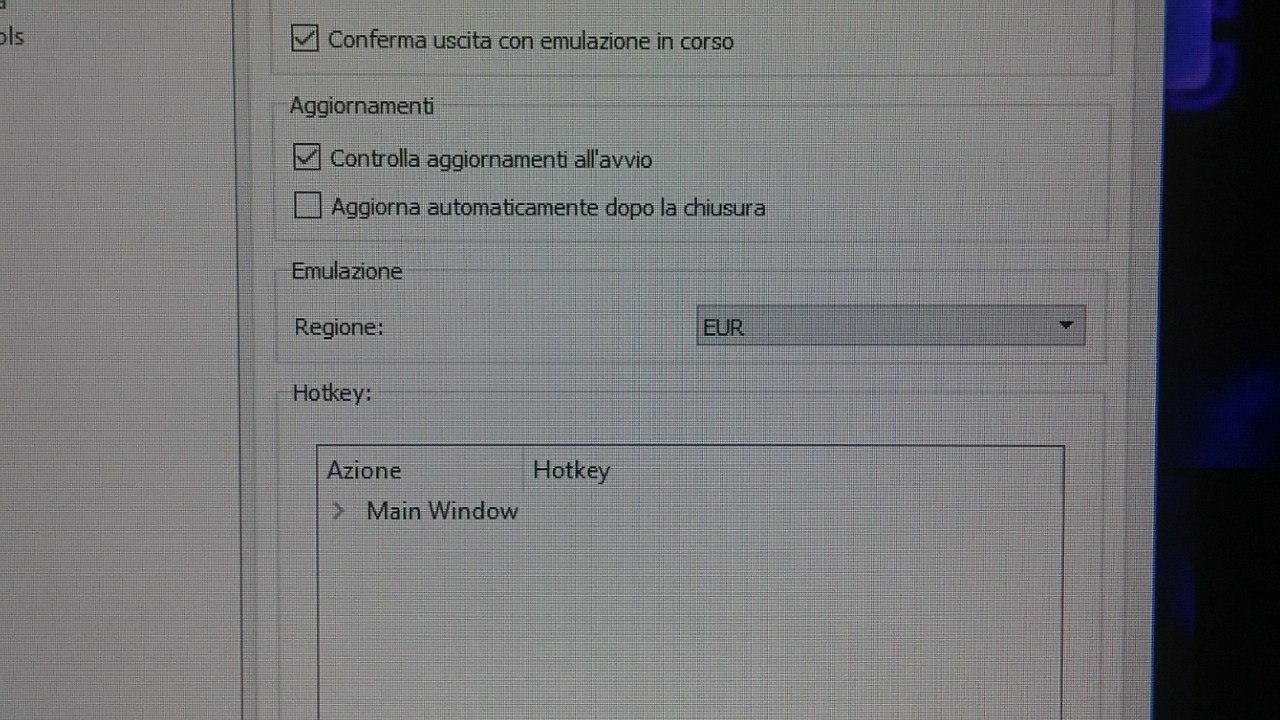 ols
Conferma uscita con emulazione in corso
Aggiornamenti
Controlla aggiornamenti all'avvio
Aggiorna automaticamente dopo la chiusura
Emulazione
Regione: EUR
Hotkey:
Azione Hotkey
Main Window